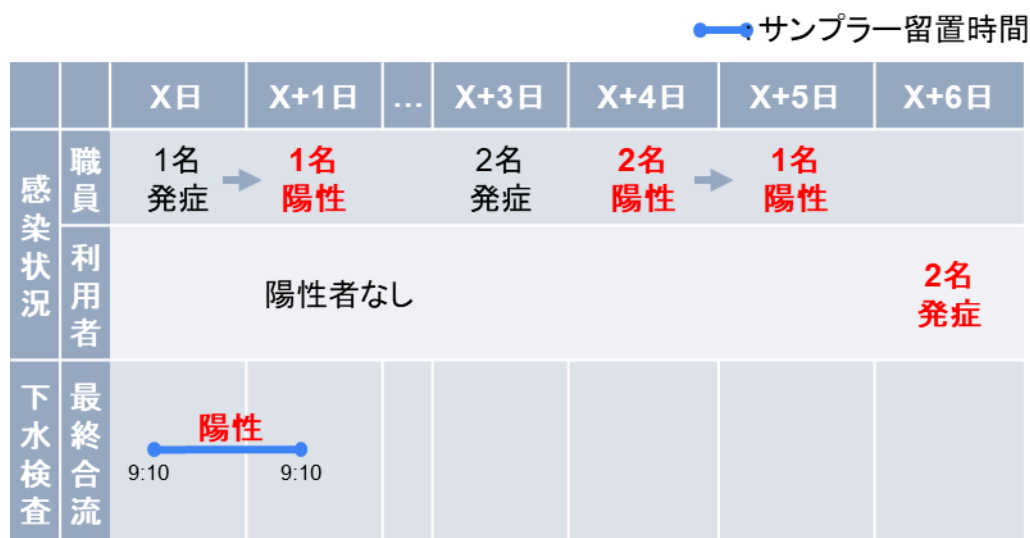 サンプラー留置時間
X日 X+1日 … X+3日 X+4日 X+5日 X+6日
感染状況
職員
1名
発症
1名
陽性
2名
発症
2名
陽性
1名
陽性
利用者
陽性者なし
2名
発症
下水検査
最終合流
陽性
9:10 9:10